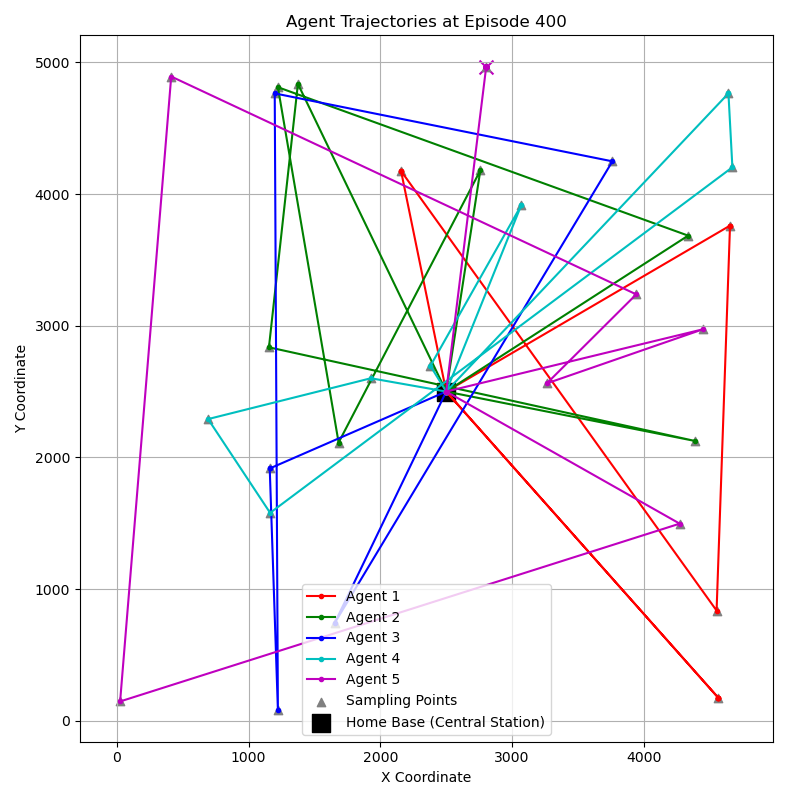 Agent Trajectories at Episode 400
Y Coordinate
5000
4000
3000
2000
1000
0
Agent 1
Agent 2
Agent 3
Agent 4
Agent 5
Sampling Points
Home Base (Central Station)
0 1000 2000 3000 4000
X Coordinate